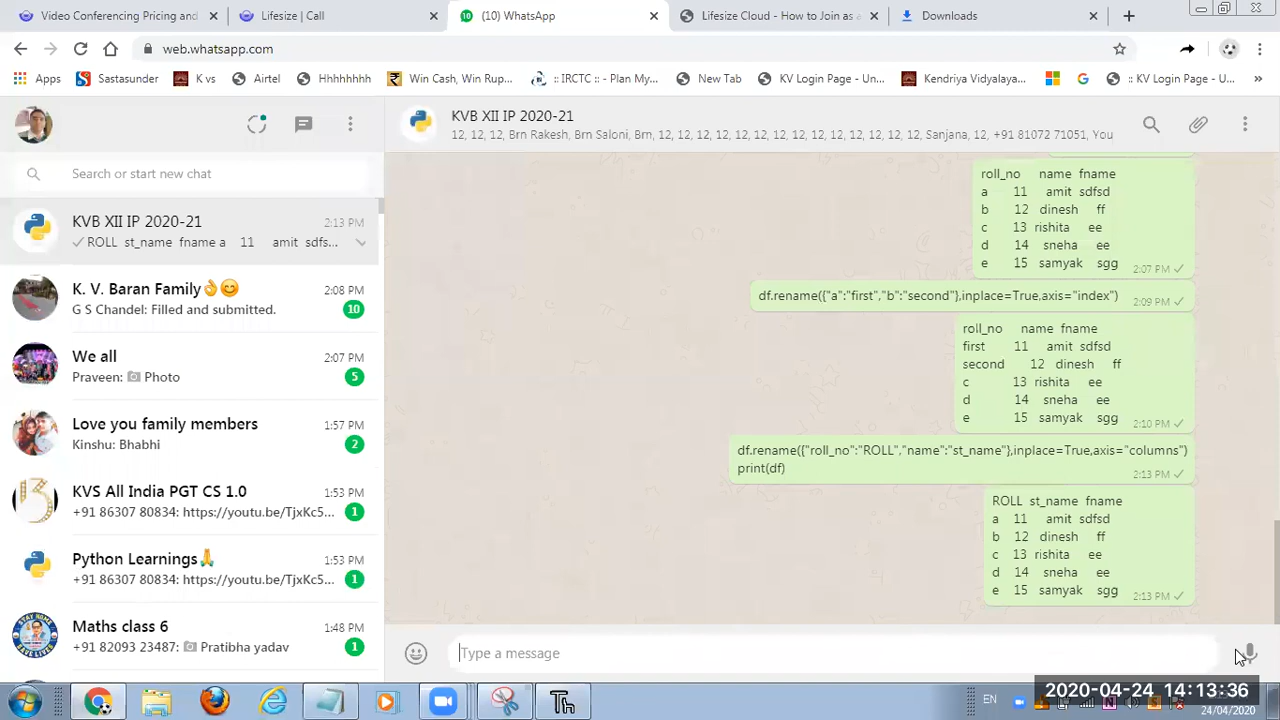 Video Conferencing Pricing and
Lifesize | Call
(10) WhatsApp
Lifesize Cloud - How to Join as a
Downloads
web.whatsapp.com
Apps
Sastasunder
K vs
Airtel
Hhhhhhh
Win Cash, Win Rup...
:: IRCTC :: - Plan My...
New Tab
KV Login Page - Un...
Kendriya Vidyalaya...
:: KV Login Page - U...
»
KVB XII IP 2020-21
12, 12, 12, Brn Rakesh, Brn Saloni, Brn, 12, 12, 12, 12, 12, 12, 12, 12, 12, 12, 12, 12, 12, 12, Sanjana, 12, +91 81072 71051, You
Search or start new chat
KVB XII IP 2020-21
2:13 PM
ROLL st_name fname a 11 amit sdfs...
K. V. Baran Family👌😊
2:08 PM
G S Chandel: Filled and submitted.
10
We all
2:07 PM
Praveen: Photo
5
Love you family members
1:57 PM
Kinshu: Bhabhi
2
KVS All India PGT CS 1.0
1:53 PM
+91 86307 80834: https://youtu.be/TjxKc5...
1
Python Learnings🙏
1:53 PM
+91 86307 80834: https://youtu.be/TjxKc5...
1
Maths class 6
1:48 PM
+91 82093 23487: Pratibha yadav
1
roll_no name fname
a 11 amit sdfsd
b 12 dinesh ff
c 13 rishita ee
d 14 sneha ee
e 15 samyak sgg
2:07 PM
df.rename({"a":"first","b":"second"},inplace=True,axis="index")
2:09 PM
roll_no name fname
first 11 amit sdfsd
second 12 dinesh ff
c 13 rishita ee
d 14 sneha ee
e 15 samyak sgg
2:10 PM
df.rename({"roll_no":"ROLL","name":"st_name"},inplace=True,axis="columns")
print(df)
2:13 PM
ROLL st_name fname
a 11 amit sdfsd
b 12 dinesh ff
c 13 rishita ee
d 14 sneha ee
e 15 samyak sgg
2:13 PM
Type a message
EN
2020-04-24 14:13:36
24/04/2020